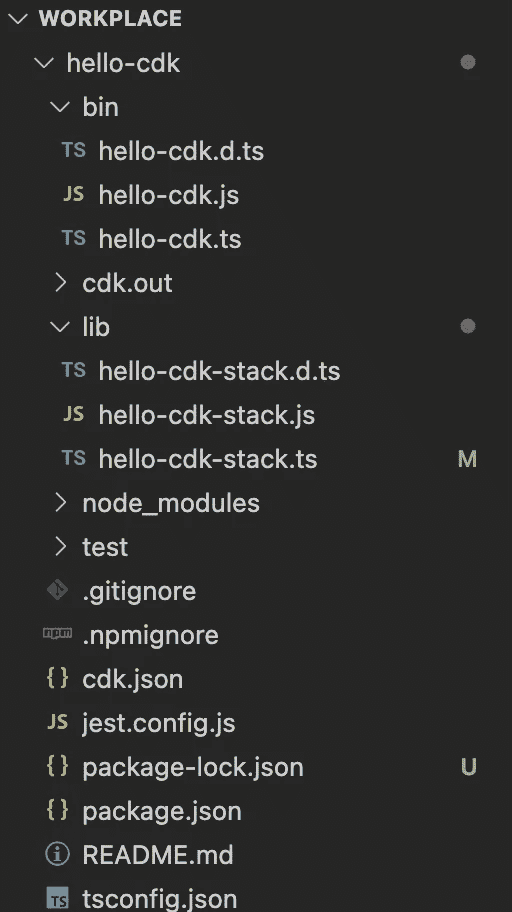 WORKPLACE
hello-cdk
bin
TS hello-cdk.d.ts
JS hello-cdk.js
TS hello-cdk.ts
cdk.out
lib
TS hello-cdk-stack.d.ts
JS hello-cdk-stack.js
TS hello-cdk-stack.ts M
node_modules
test
.gitignore
npm .npmignore
{} cdk.json
JS jest.config.js
{} package-lock.json U
{} package.json
README.md
TS tsconfig.json